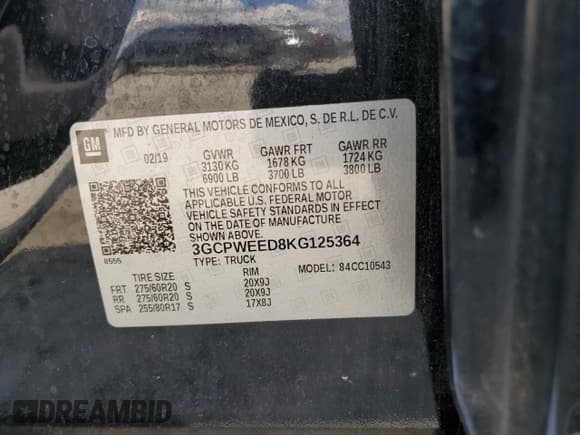 GM
MFD BY GENERAL MOTORS DE MEXICO, S. DE R.L. DE C.V.
02/19 GVWR GAWR FRT GAWR RR
3130 KG 1678 KG 1724 KG
6900 LB 3700 LB 3800 LB
THIS VEHICLE CONFORMS TO ALL
APPLICABLE U.S. FEDERAL MOTOR
VEHICLE SAFETY STANDARDS IN EFFECT
ON THE DATE OF MANUFACTURE
SHOWN ABOVE.
3GCPWEED8KG125364
8555 TYPE: TRUCK MODEL: 84CC10543
TIRE SIZE RIM
FRT 275/60R20 S 20X9J
RR 275/60R20 S 20X9J
SPA 255/80R17 S 17X8J
DREAMBID